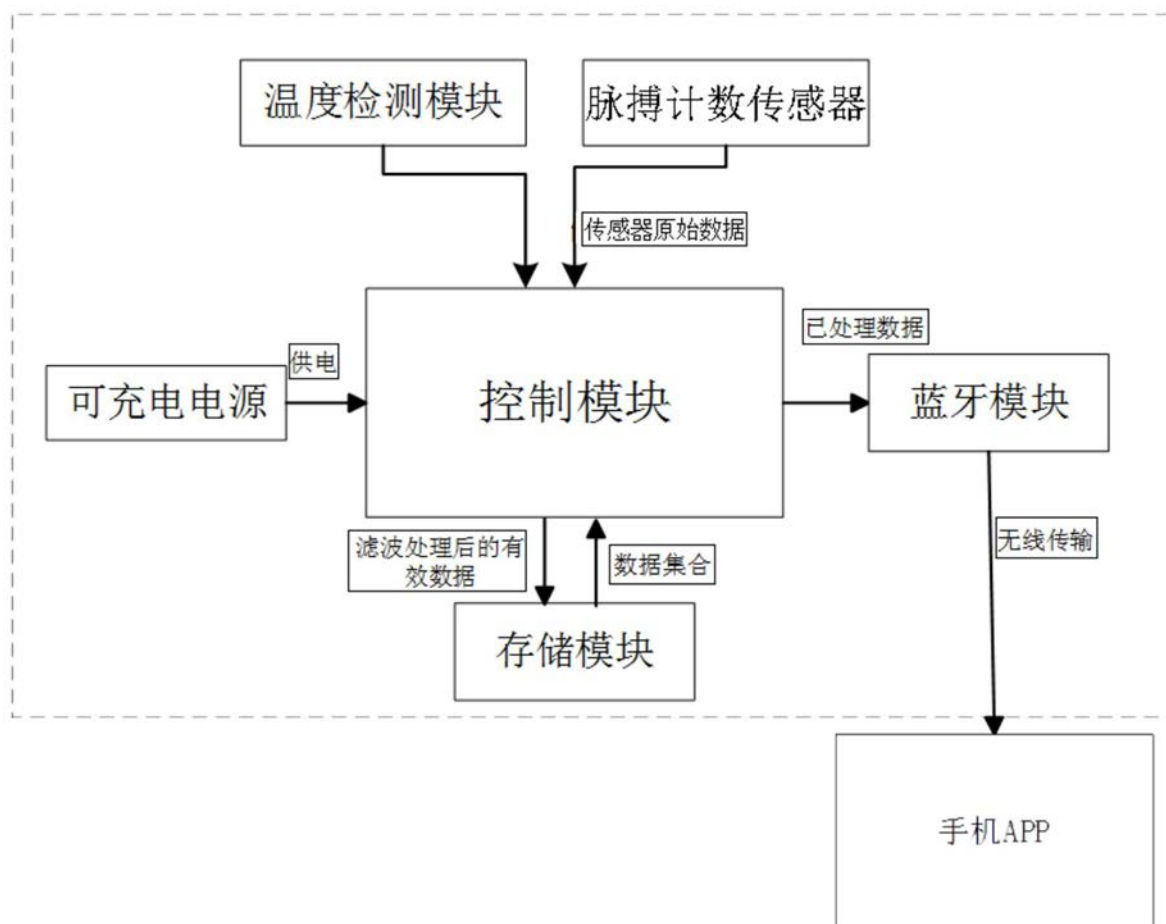 温度检测模块
脉搏计数传感器
传感器原始数据
已处理数据
供电
可充电电源
控制模块
蓝牙模块
滤波处理后的有
效数据
数据集合
无线传输
存储模块
手机APP